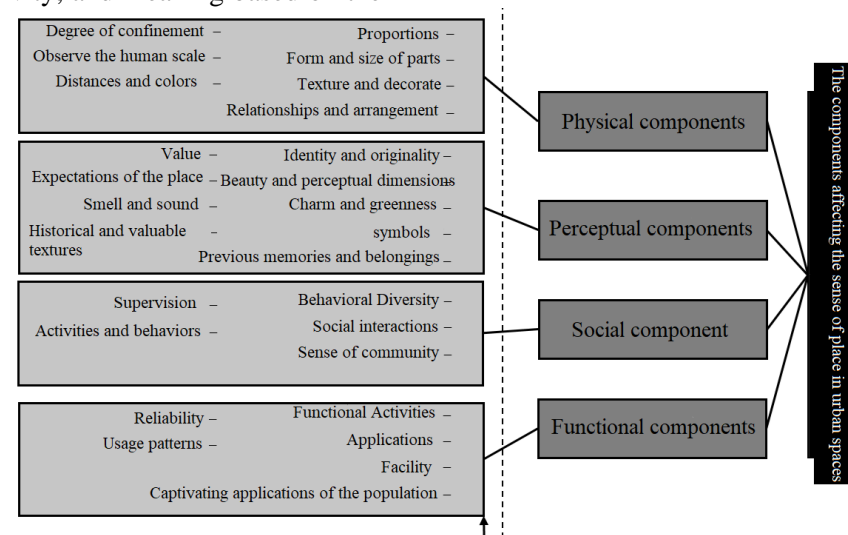 Degree of confinement –
Proportions –
Observe the human scale –
Form and size of parts –
Distances and colors –
Texture and decorate –
Relationships and arrangement –
Physical components
Value –
Identity and originality –
Expectations of the place –
Beauty and perceptual dimensions –
Smell and sound –
Charm and greenness –
Historical and valuable –
textures
symbols –
Previous memories and belongings –
Perceptual components
Supervision –
Behavioral Diversity –
Activities and behaviors –
Social interactions –
Sense of community –
Social component
Reliability –
Functional Activities –
Usage patterns –
Applications –
Facility –
Captivating applications of the population –
Functional components
The components affecting the sense of place in urban spaces